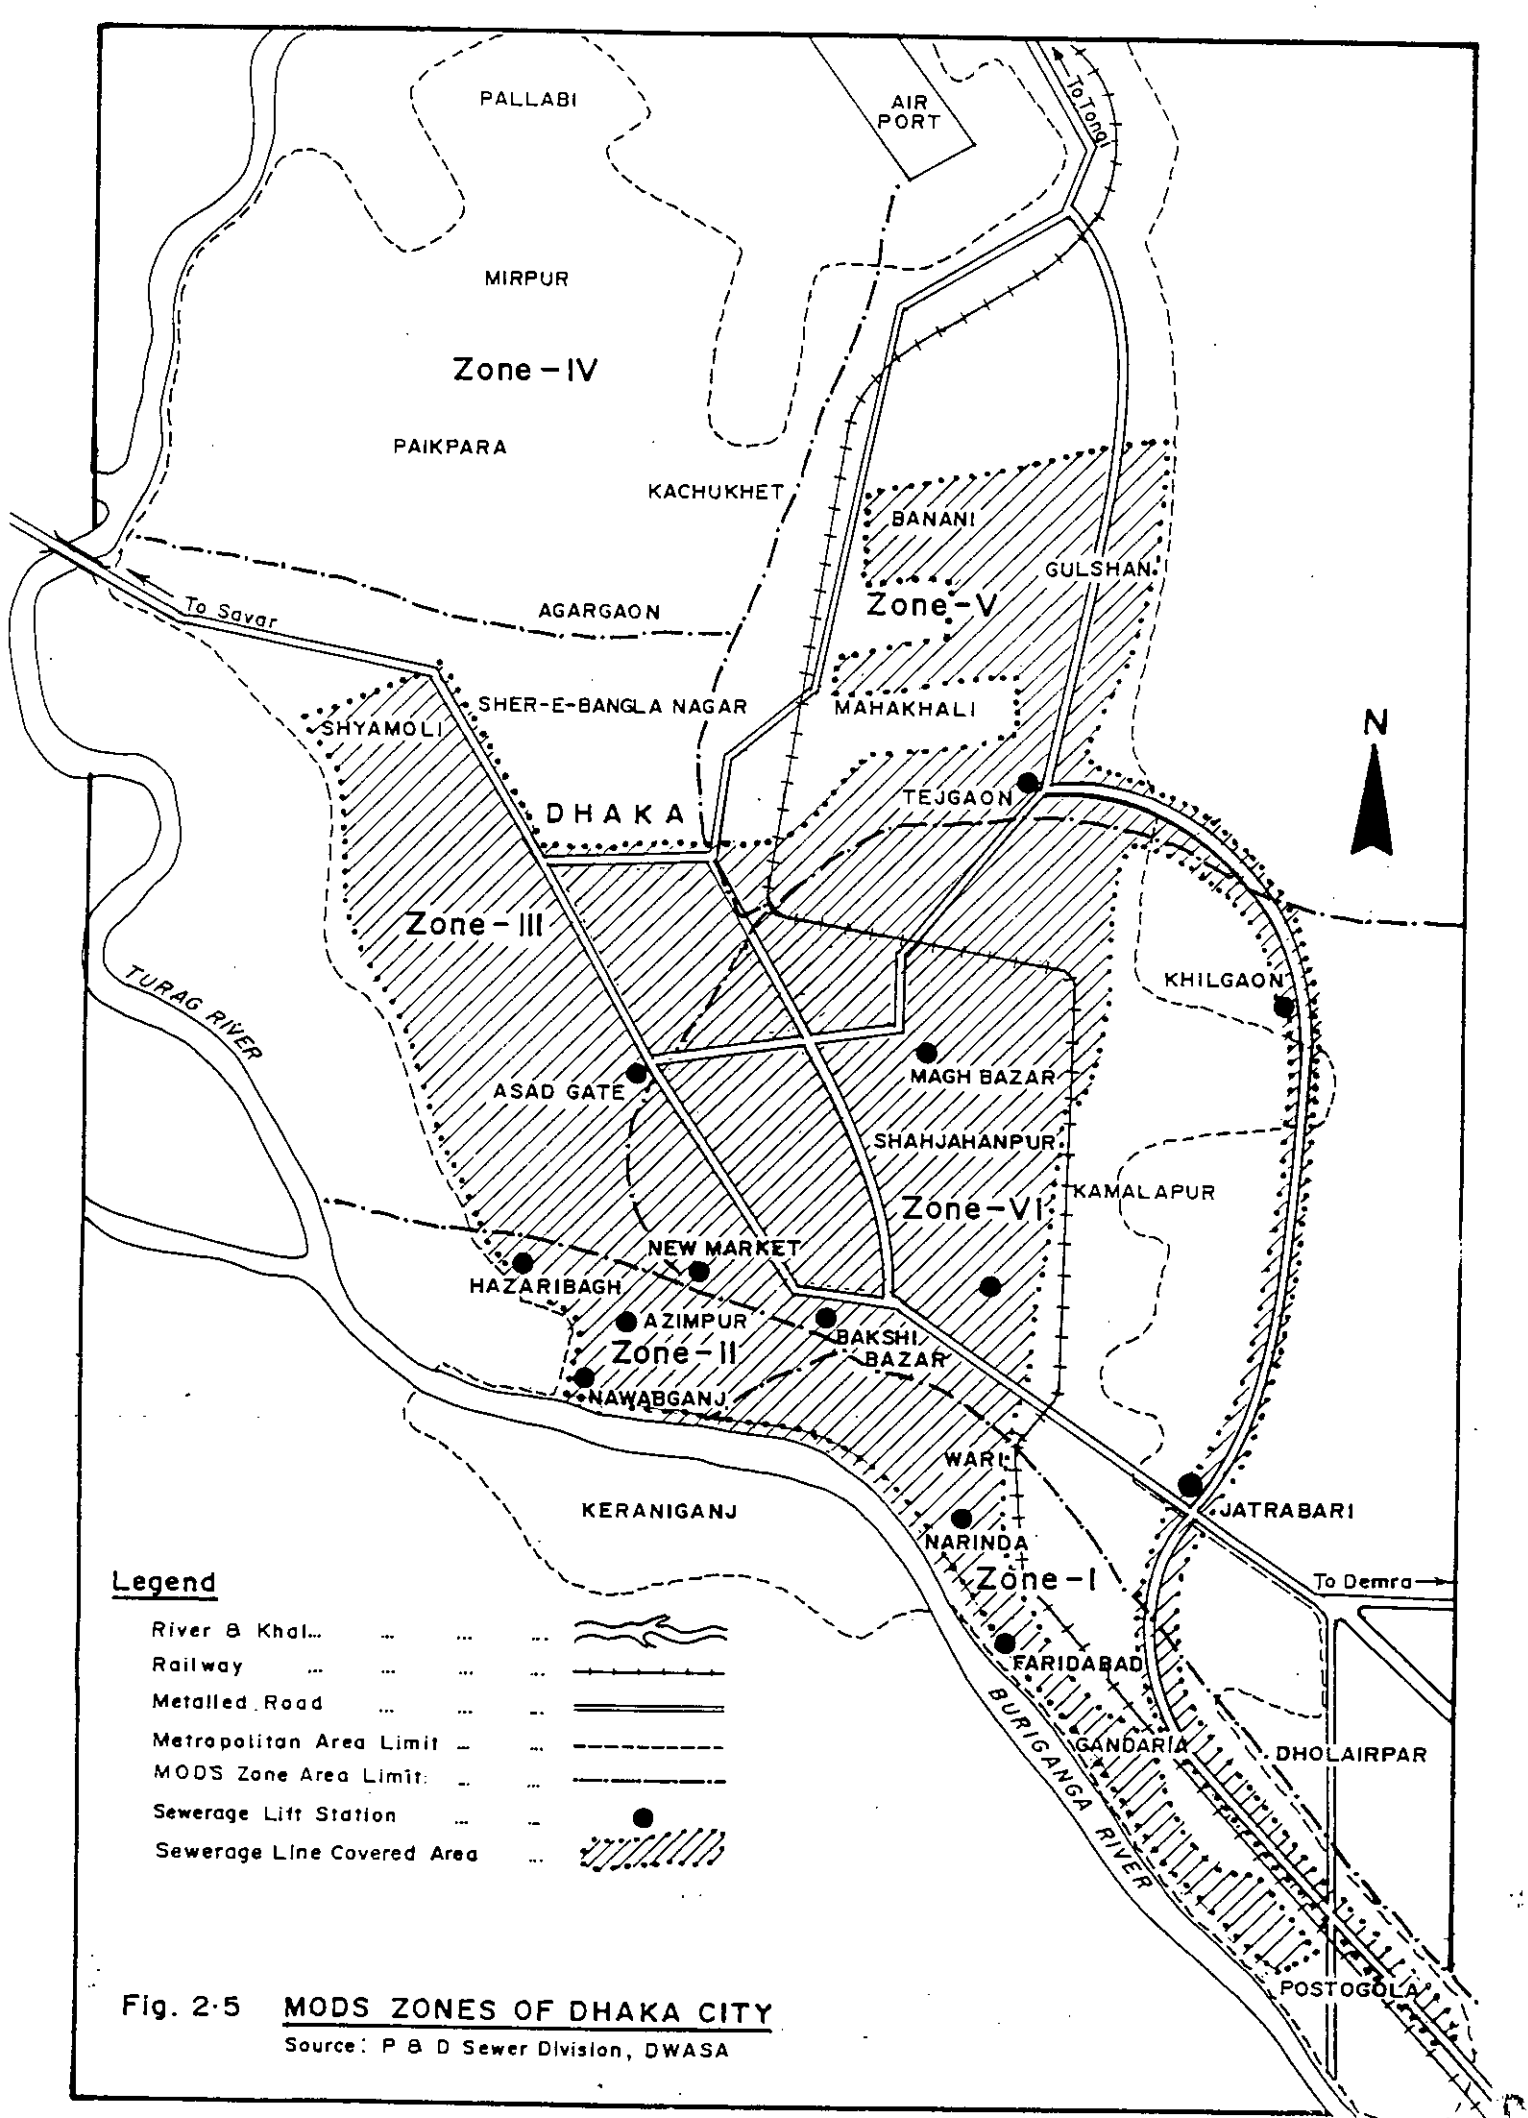 PALLABI
AIR
PORT
To Tongi
MIRPUR
Zone-IV
PAIKPARA
KACHUKHET
BANANI
GULSHAN
Zone-V
To Savar
AGARGAON
SHER-E-BANGLA NAGAR
MAHAKHALI
SHYAMOLI
N
TEJGAON
DHAKA
Zone-III
KHILGAON
TURAG RIVER
MAGH BAZAR
ASAD GATE
SHAHJAHANPUR
KAMALAPUR
Zone-VI
NEW MARKET
HAZARIBAGH
AZIMPUR
BAKSHI
BAZAR
Zone-II
NAWABGANJ
WARI
KERANIGANJ
JATRABARI
NARINDA
Zone-I
To Demra
FARIDABAD
BURIGANGA RIVER
GANDARIA
DHOLAIRPAR
POSTOGOLA
Legend
River & Khal... ... ... ...
Railway ... ... ... ...
Metalled Road ... ... ...
Metropolitan Area Limit ... ...
MODS Zone Area Limit: ... ...
Sewerage Lift Station ... ...
Sewerage Line Covered Area ...
Fig. 2·5 MODS ZONES OF DHAKA CITY
Source: P & D Sewer Division, DWASA